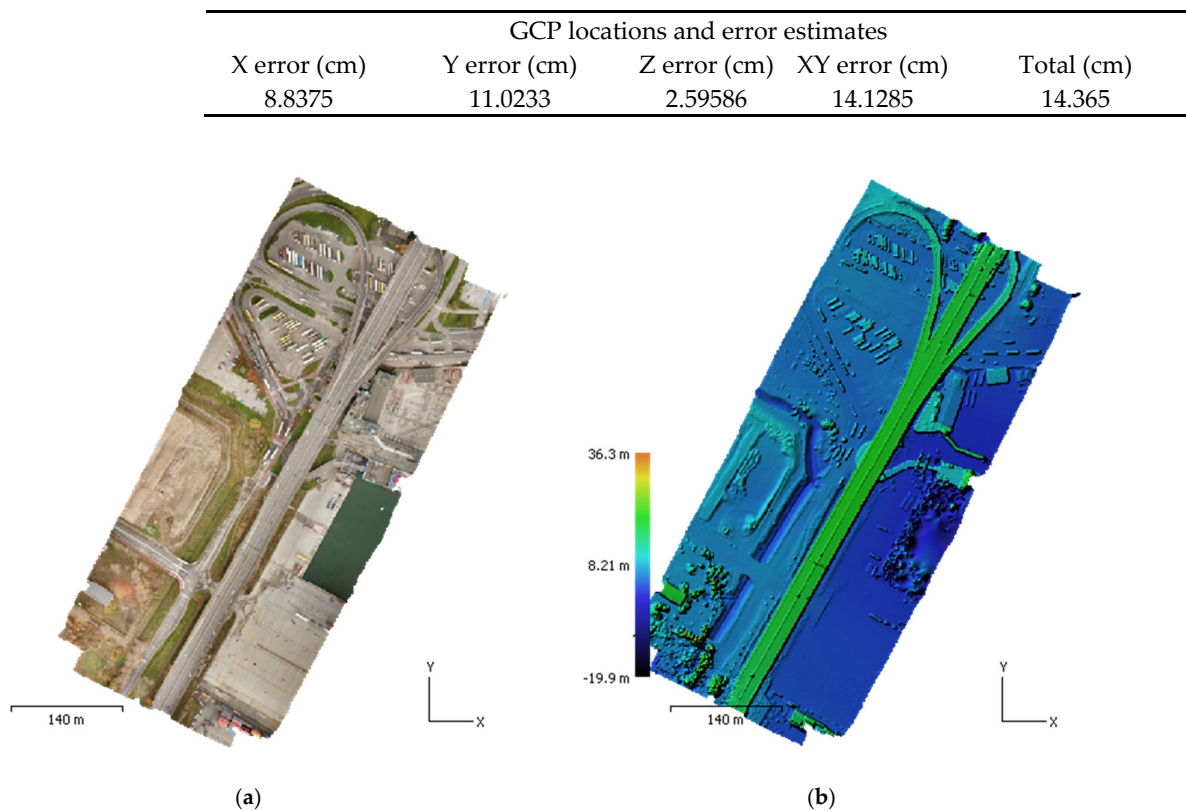 GCP locations and error estimates
X error (cm) Y error (cm) Z error (cm) XY error (cm) Total (cm)
8.8375 11.0233 2.59586 14.1285 14.365
36.3 m
8.21 m
-19.9 m
Y
X
140 m
Y
X
140 m
(a)
(b)